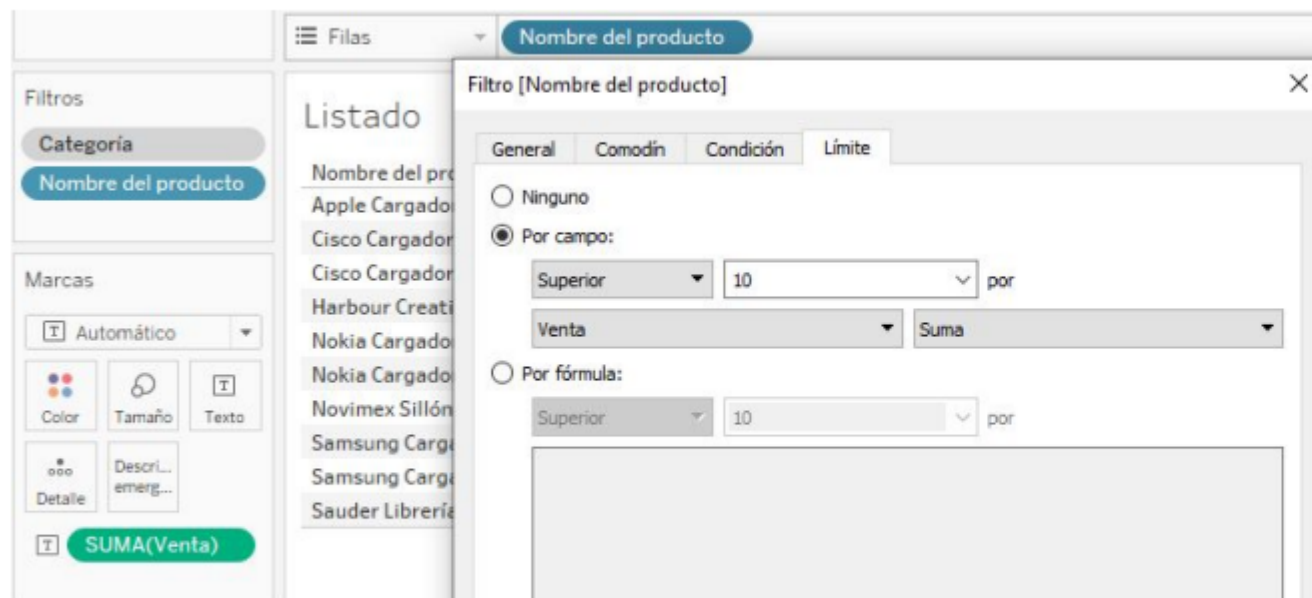 Filas
Nombre del producto
Filtro [Nombre del producto]
Filtros
Categoría
Nombre del producto
Listado
General Comodín Condición Límite
Nombre del pro
Apple Cargado
Cisco Cargador
Cisco Cargador
Harbour Creati
Nokia Cargado
Nokia Cargado
Novimex Sillón
Samsung Carga
Samsung Carga
Sauder Librería
Ninguno
Por campo:
Superior 10 por
Venta Suma
Por fórmula:
Superior 10 por
Marcas
T Automático
Color Tamaño T Texto
Detalle Descri...
emerg...
T SUMA(Venta)